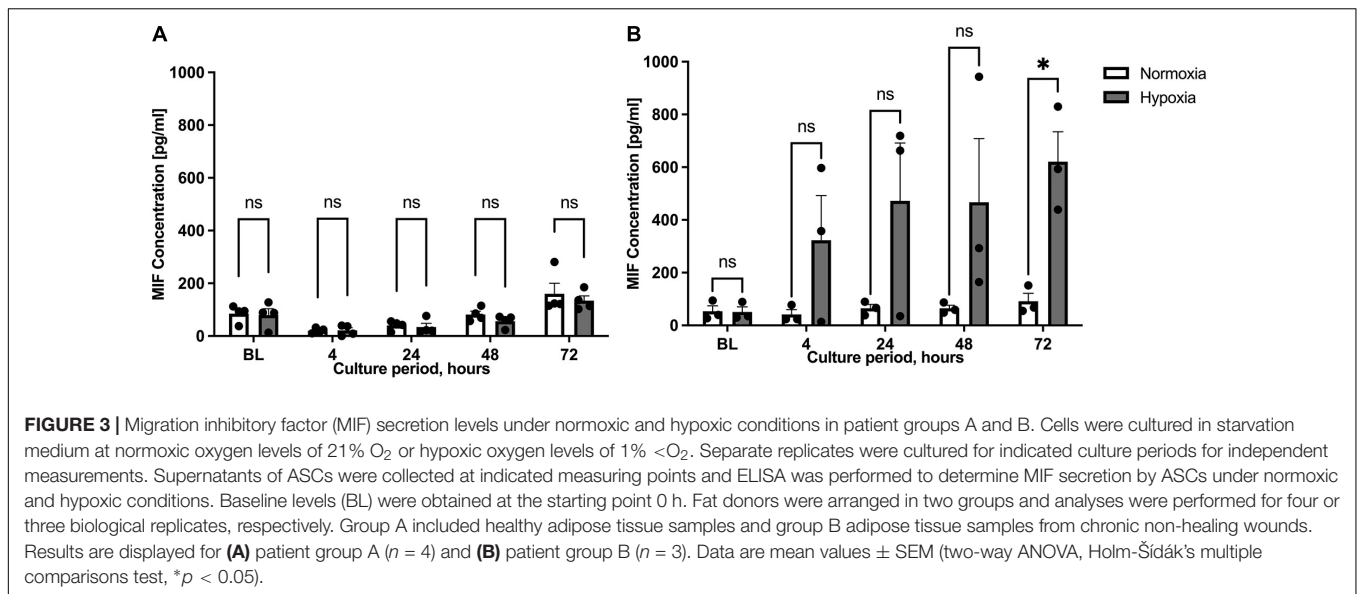 A
ns
ns
ns
ns
ns
1000
800
600
400
200
0
MIF Concentration [pg/ml]
BL
4
24
48
72
Culture period, hours
B
ns
ns
ns
ns
*
1000
800
600
400
200
0
MIF Concentration [pg/ml]
BL
4
24
48
72
Culture period, hours
Normoxia
Hypoxia
FIGURE 3 | Migration inhibitory factor (MIF) secretion levels under normoxic and hypoxic conditions in patient groups A and B. Cells were cultured in starvation
medium at normoxic oxygen levels of 21% O₂ or hypoxic oxygen levels of 1% <O₂. Separate replicates were cultured for indicated culture periods for independent
measurements. Supernatants of ASCs were collected at indicated measuring points and ELISA was performed to determine MIF secretion by ASCs under normoxic
and hypoxic conditions. Baseline levels (BL) were obtained at the starting point 0 h. Fat donors were arranged in two groups and analyses were performed for four or
three biological replicates, respectively. Group A included healthy adipose tissue samples and group B adipose tissue samples from chronic non-healing wounds.
Results are displayed for (A) patient group A (n = 4) and (B) patient group B (n = 3). Data are mean values ± SEM (two-way ANOVA, Holm-Šídák's multiple
comparisons test, *p < 0.05).